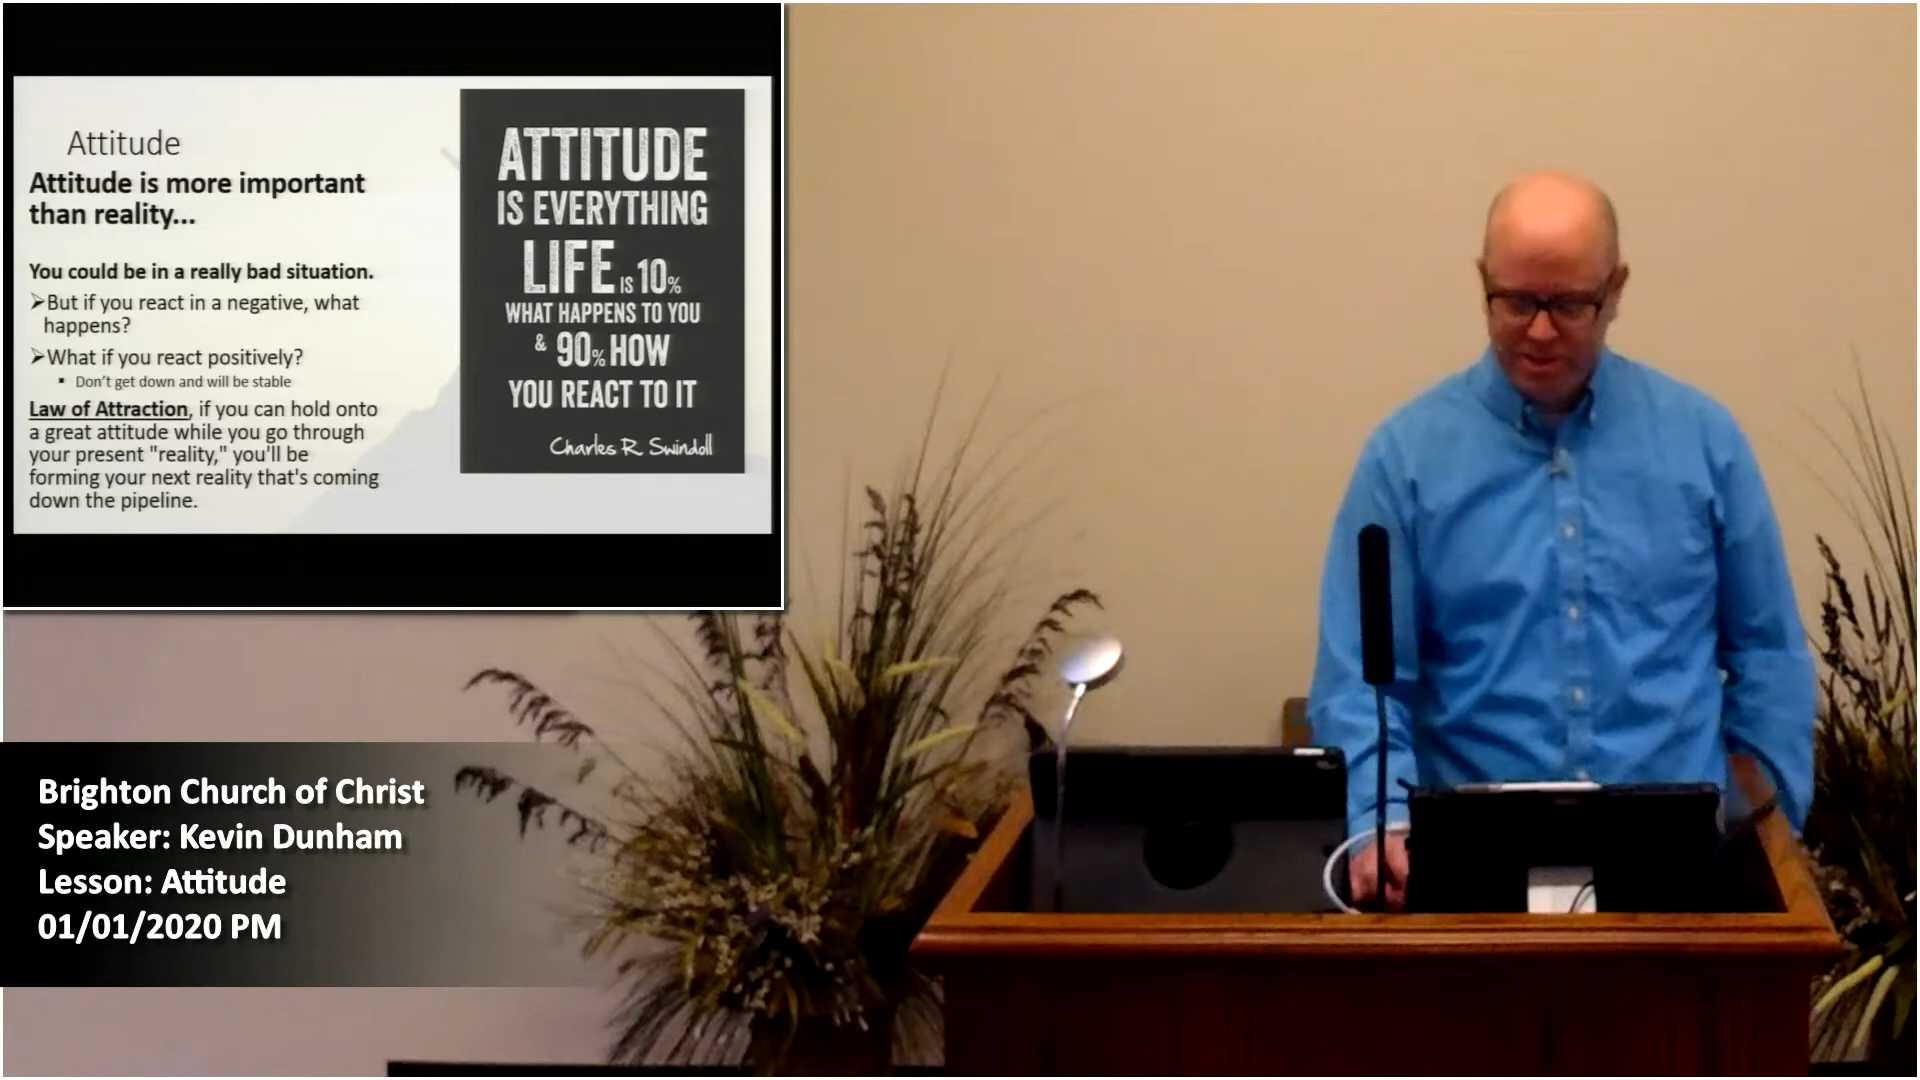 Attitude
Attitude is more important
than reality...
You could be in a really bad situation.
➢But if you react in a negative, what
happens?
➢What if you react positively?
▪ Don't get down and will be stable
Law of Attraction, if you can hold onto
a great attitude while you go through
your present "reality," you'll be
forming your next reality that's coming
down the pipeline.
ATTITUDE
IS EVERYTHING
LIFE IS 10%
WHAT HAPPENS TO YOU
& 90% HOW
YOU REACT TO IT
Charles R. Swindoll
Brighton Church of Christ
Speaker: Kevin Dunham
Lesson: Attitude
01/01/2020 PM